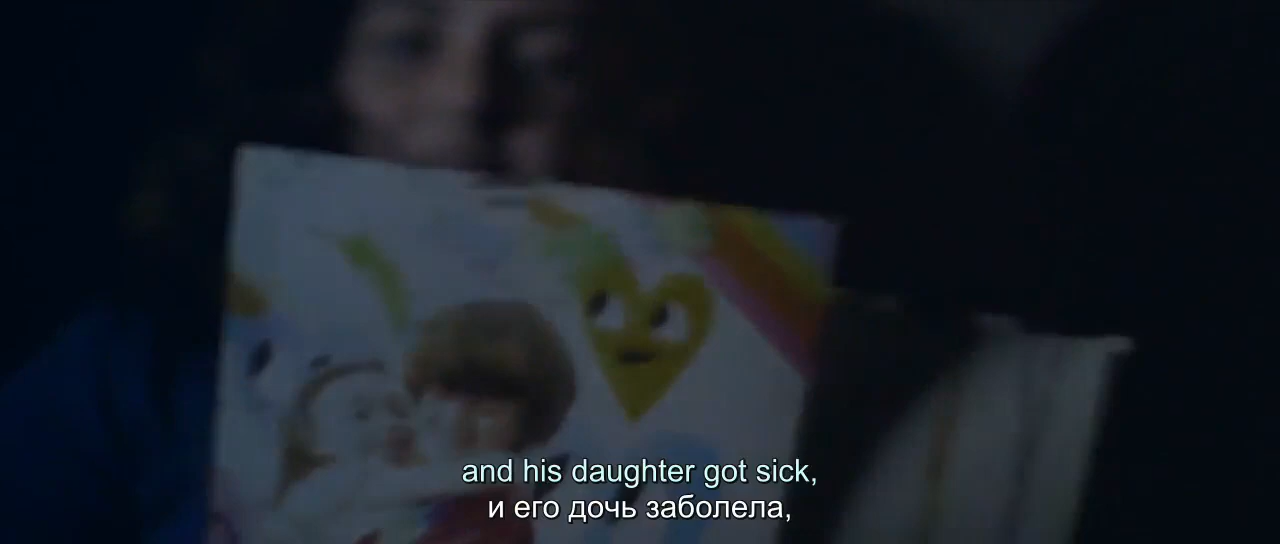 and his daughter got sick,
и его дочь заболела,